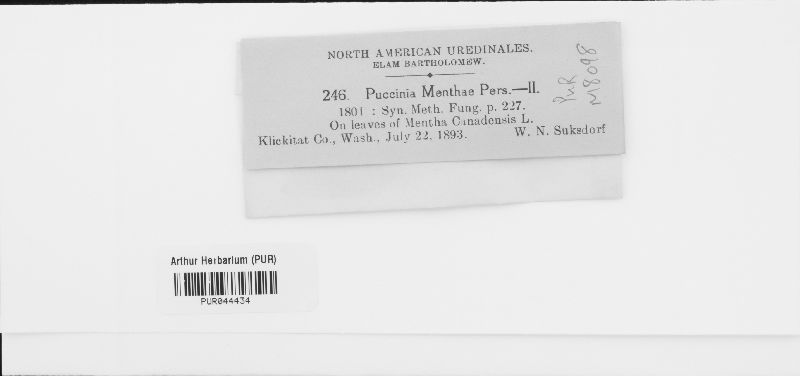 NORTH AMERICAN UREDINALES.
ELAM BARTHOLOMEW.
246. Puccinia Menthae Pers.—II.
1801 : Syn. Meth. Fung. p. 227.
On leaves of Mentha Canadensis L.
Klickitat Co., Wash., July 22, 1893. W. N. Suksdorf
PUR
M8098
Arthur Herbarium (PUR)
PUR044434